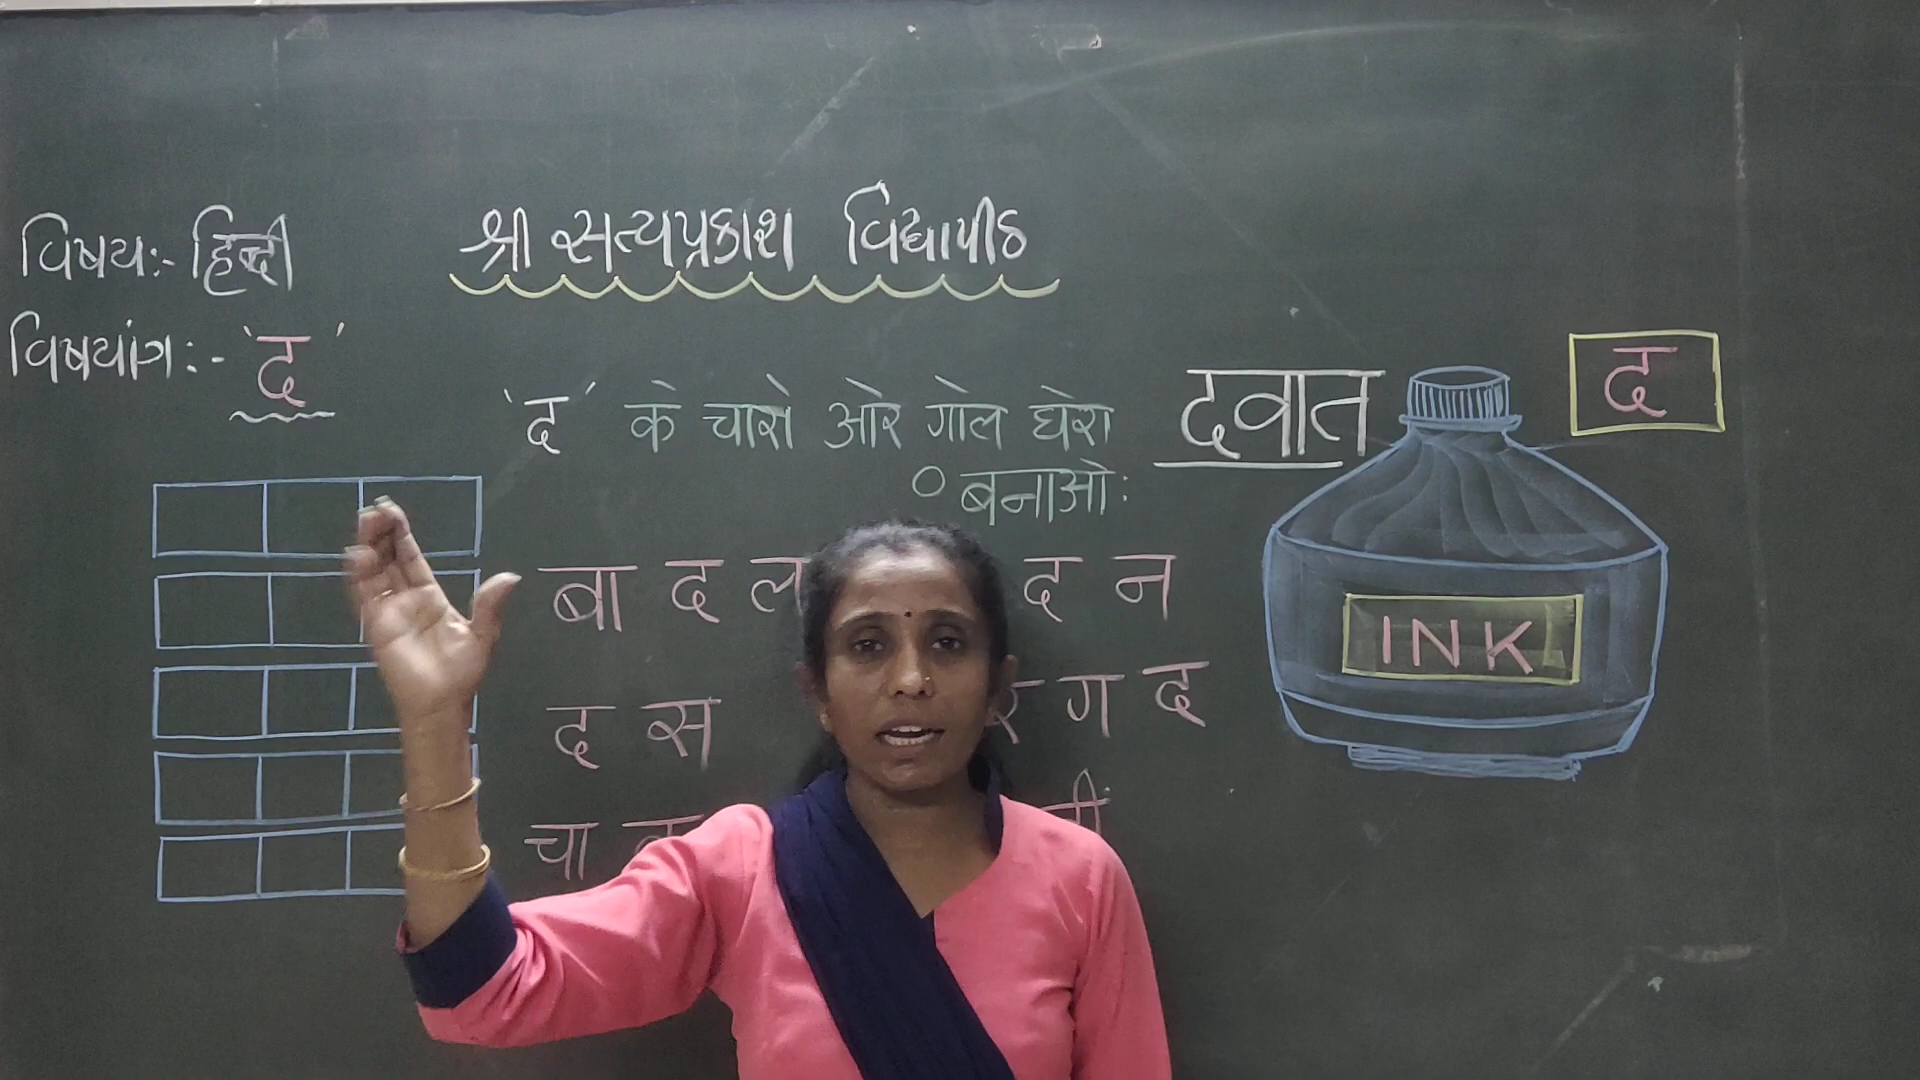 श्री सत्यप्रकाश विद्यापीठ
विषयः- हिन्दी
विषयांग:- 'द'
'द' के चारो ओर गोल घेरा
० बनाओ:
दवात
द
INK
बा द ल द न
द स र ग द
चा